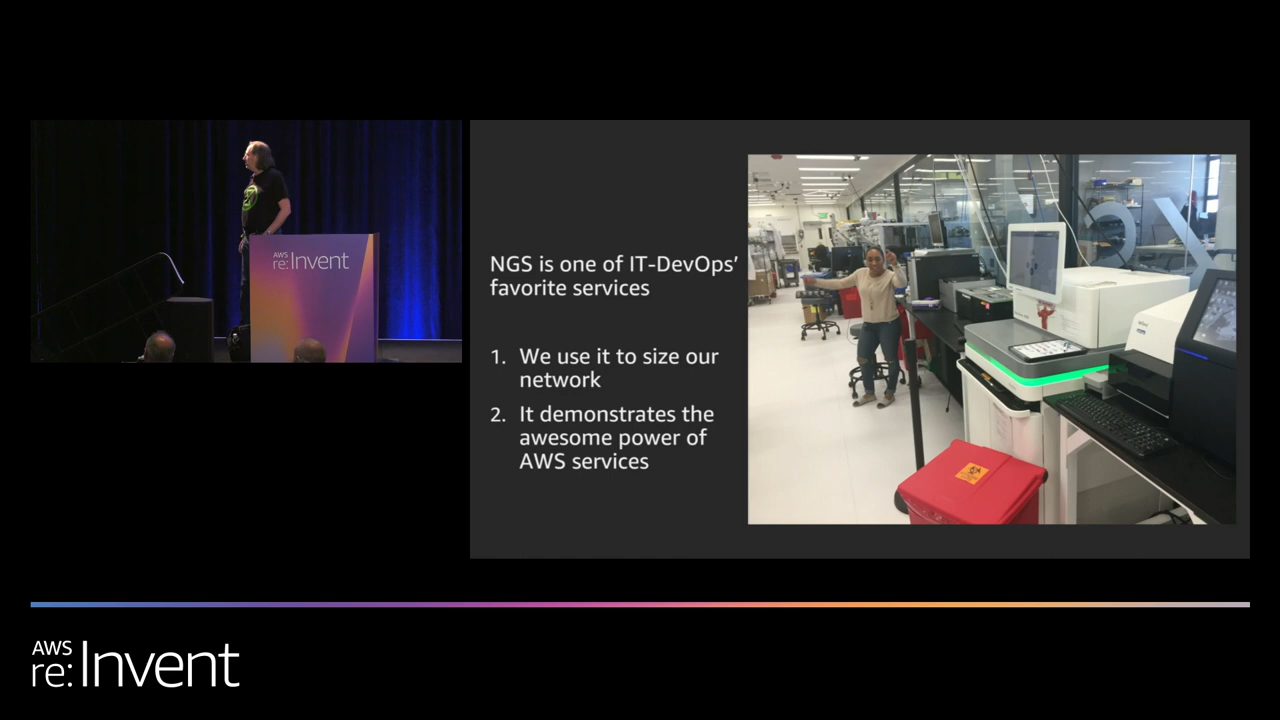 AWS
re:Invent
NGS is one of IT-DevOps'
favorite services
1. We use it to size our
network
2. It demonstrates the
awesome power of
AWS services
AWS
re:Invent